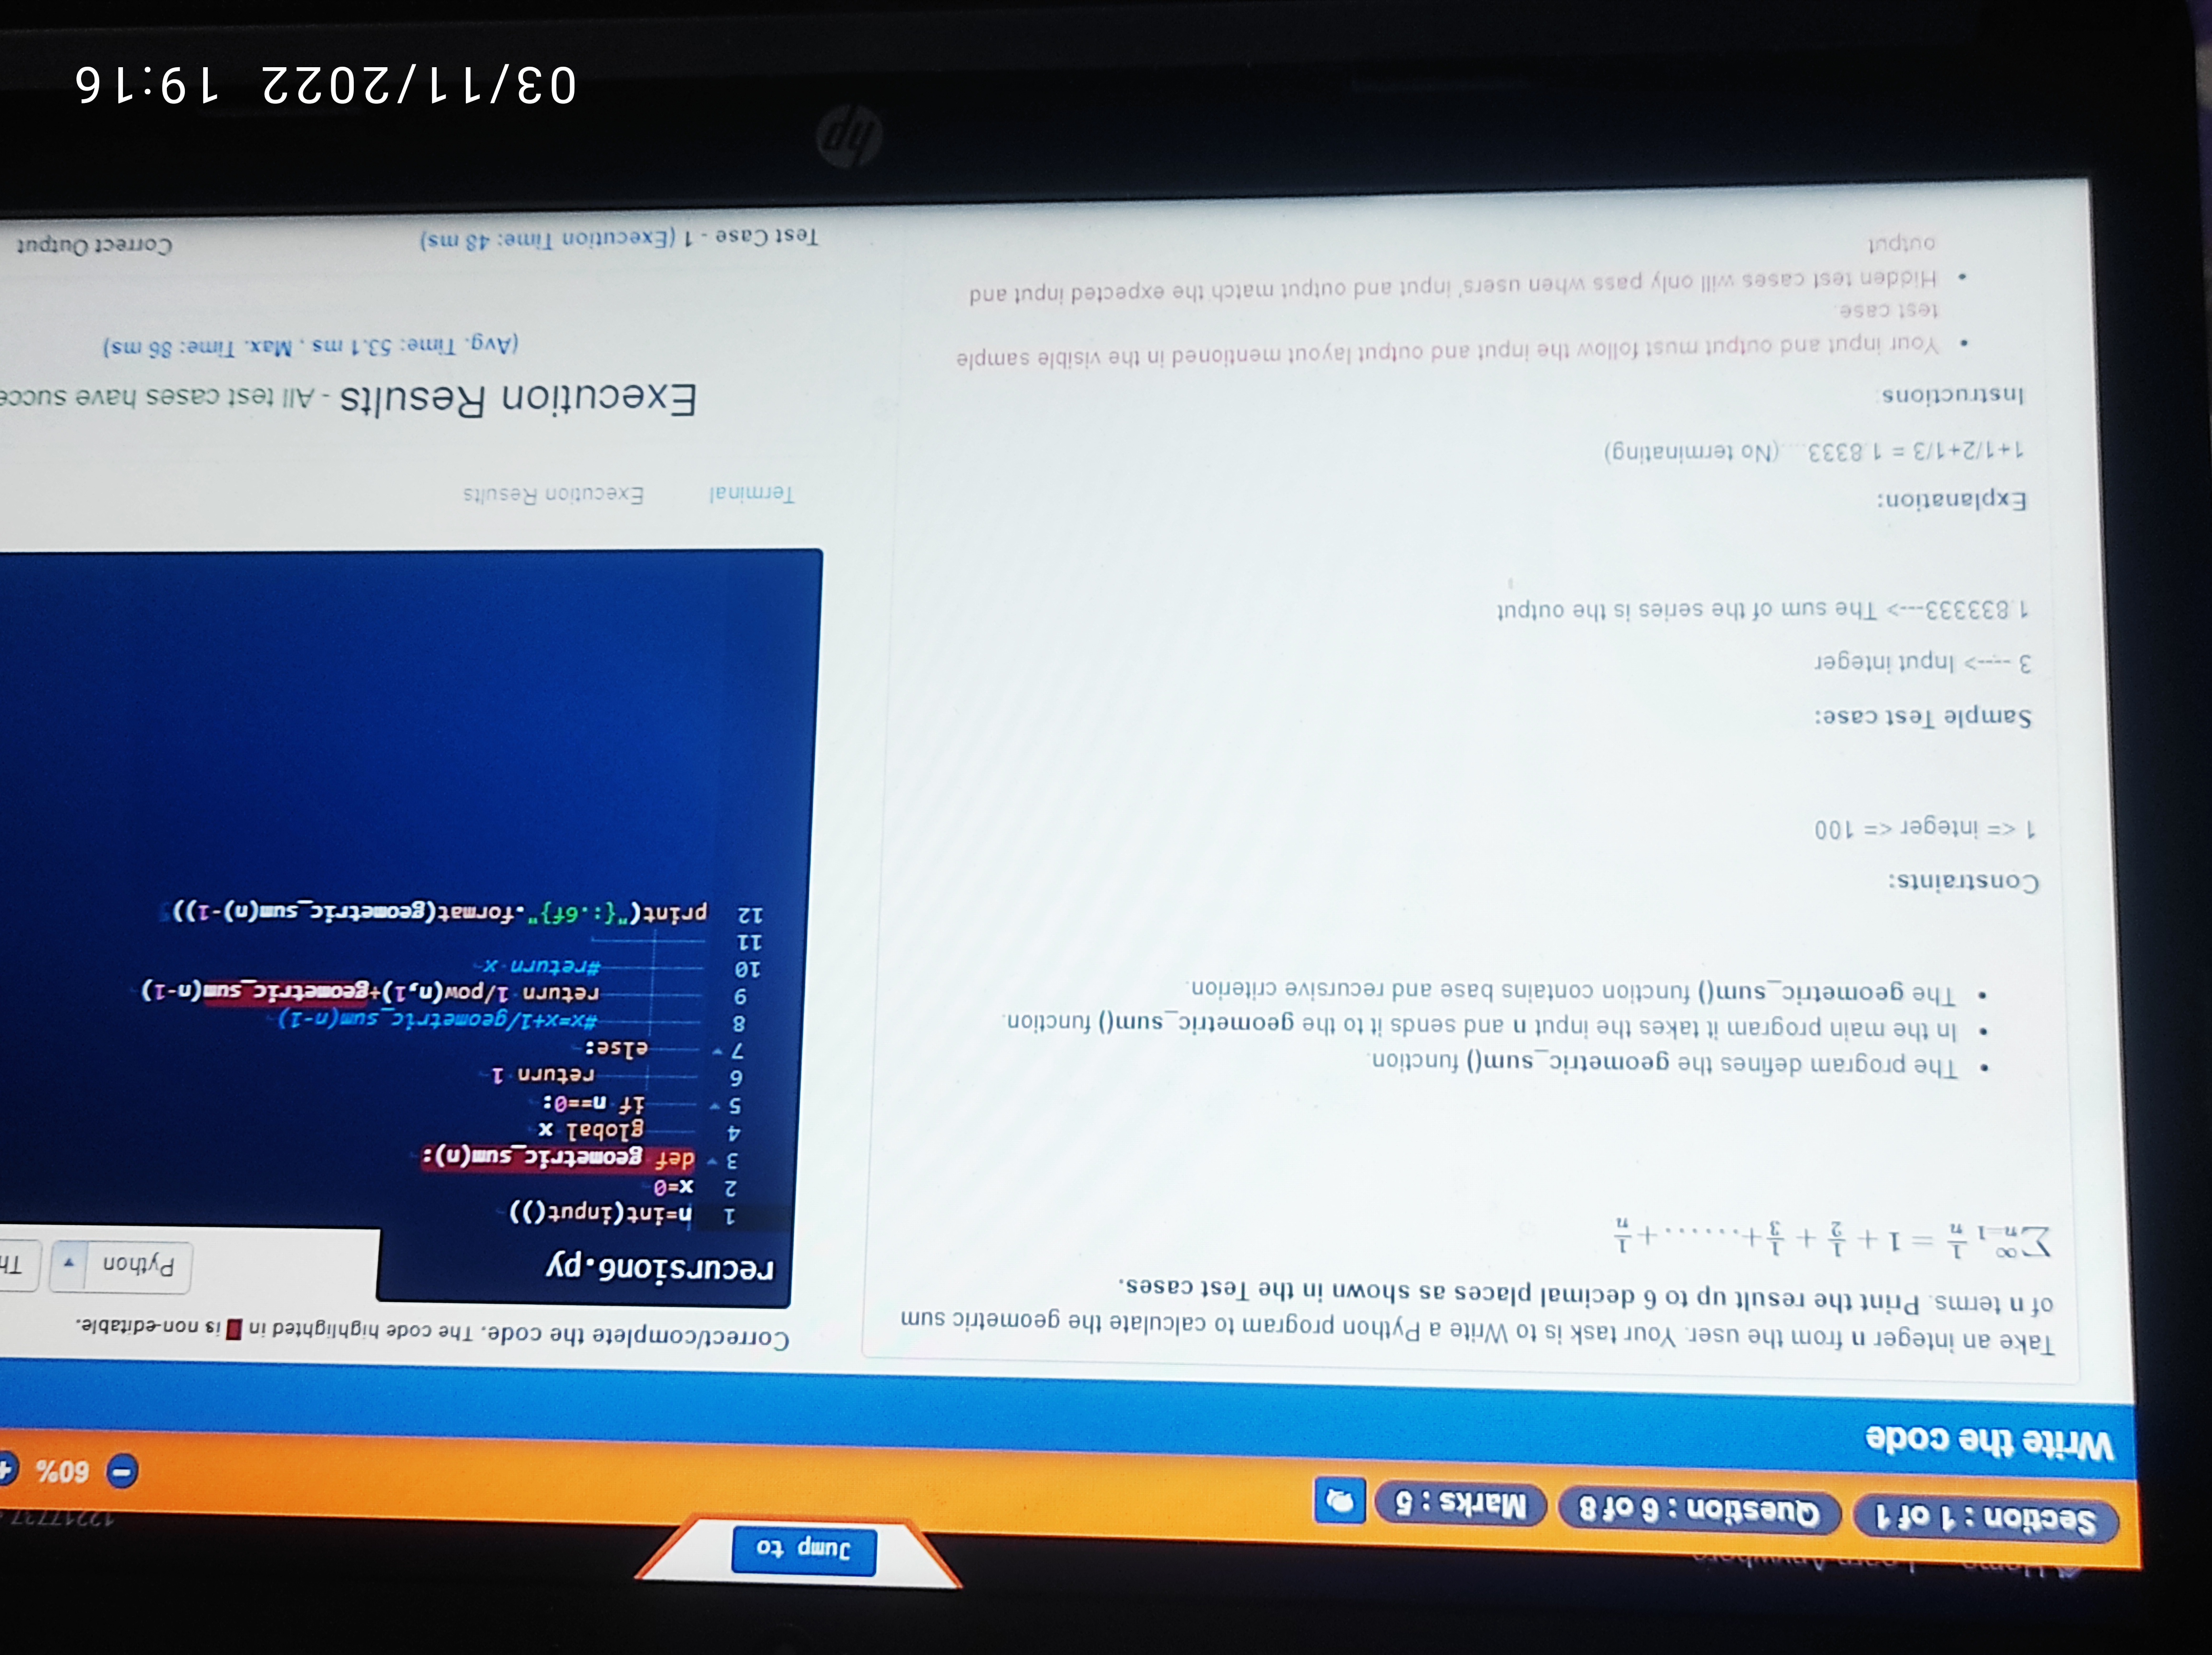 Home Learn Anywhere
Jump to
12217737
Section : 1 of 1 Question : 6 of 8 Marks : 5
60%
Write the code
Take an integer n from the user. Your task is to Write a Python program to calculate the geometric sum
of n terms. Print the result up to 6 decimal places as shown in the Test cases.
∑∞n=1 1/n = 1 + 1/2 + 1/3 +......+ 1/n
• The program defines the geometric_sum() function.
• In the main program it takes the input n and sends it to the geometric_sum() function.
• The geometric_sum() function contains base and recursive criterion.
Constraints:
1 <= integer <= 100
Sample Test case:
3 ----> Input integer
1.833333---> The sum of the series is the output
Explanation:
1+1/2+1/3 = 1.8333....(No terminating)
Instructions
• Your input and output must follow the input and output layout mentioned in the visible sample
test case.
• Hidden test cases will only pass when users' input and output match the expected input and
output
Correct/complete the code. The code highlighted in is non-editable.
recursion6.py
Python
Th
1 n=int(input())
2 x=0
3 def geometric_sum(n):
4 global x
5 if n==0:
6 return 1
7 else:
8 #x=x+1/geometric_sum(n-1)
9 return 1/pow(n,1)+geometric_sum(n-1)
10 #return x
11
12 print("{:.6f}".format(geometric_sum(n)-1))
Terminal Execution Results
Execution Results - All test cases have succe
(Avg. Time: 53.1 ms , Max. Time: 86 ms)
Test Case - 1 (Execution Time: 48 ms) Correct Output
hp
03/11/2022 19:16